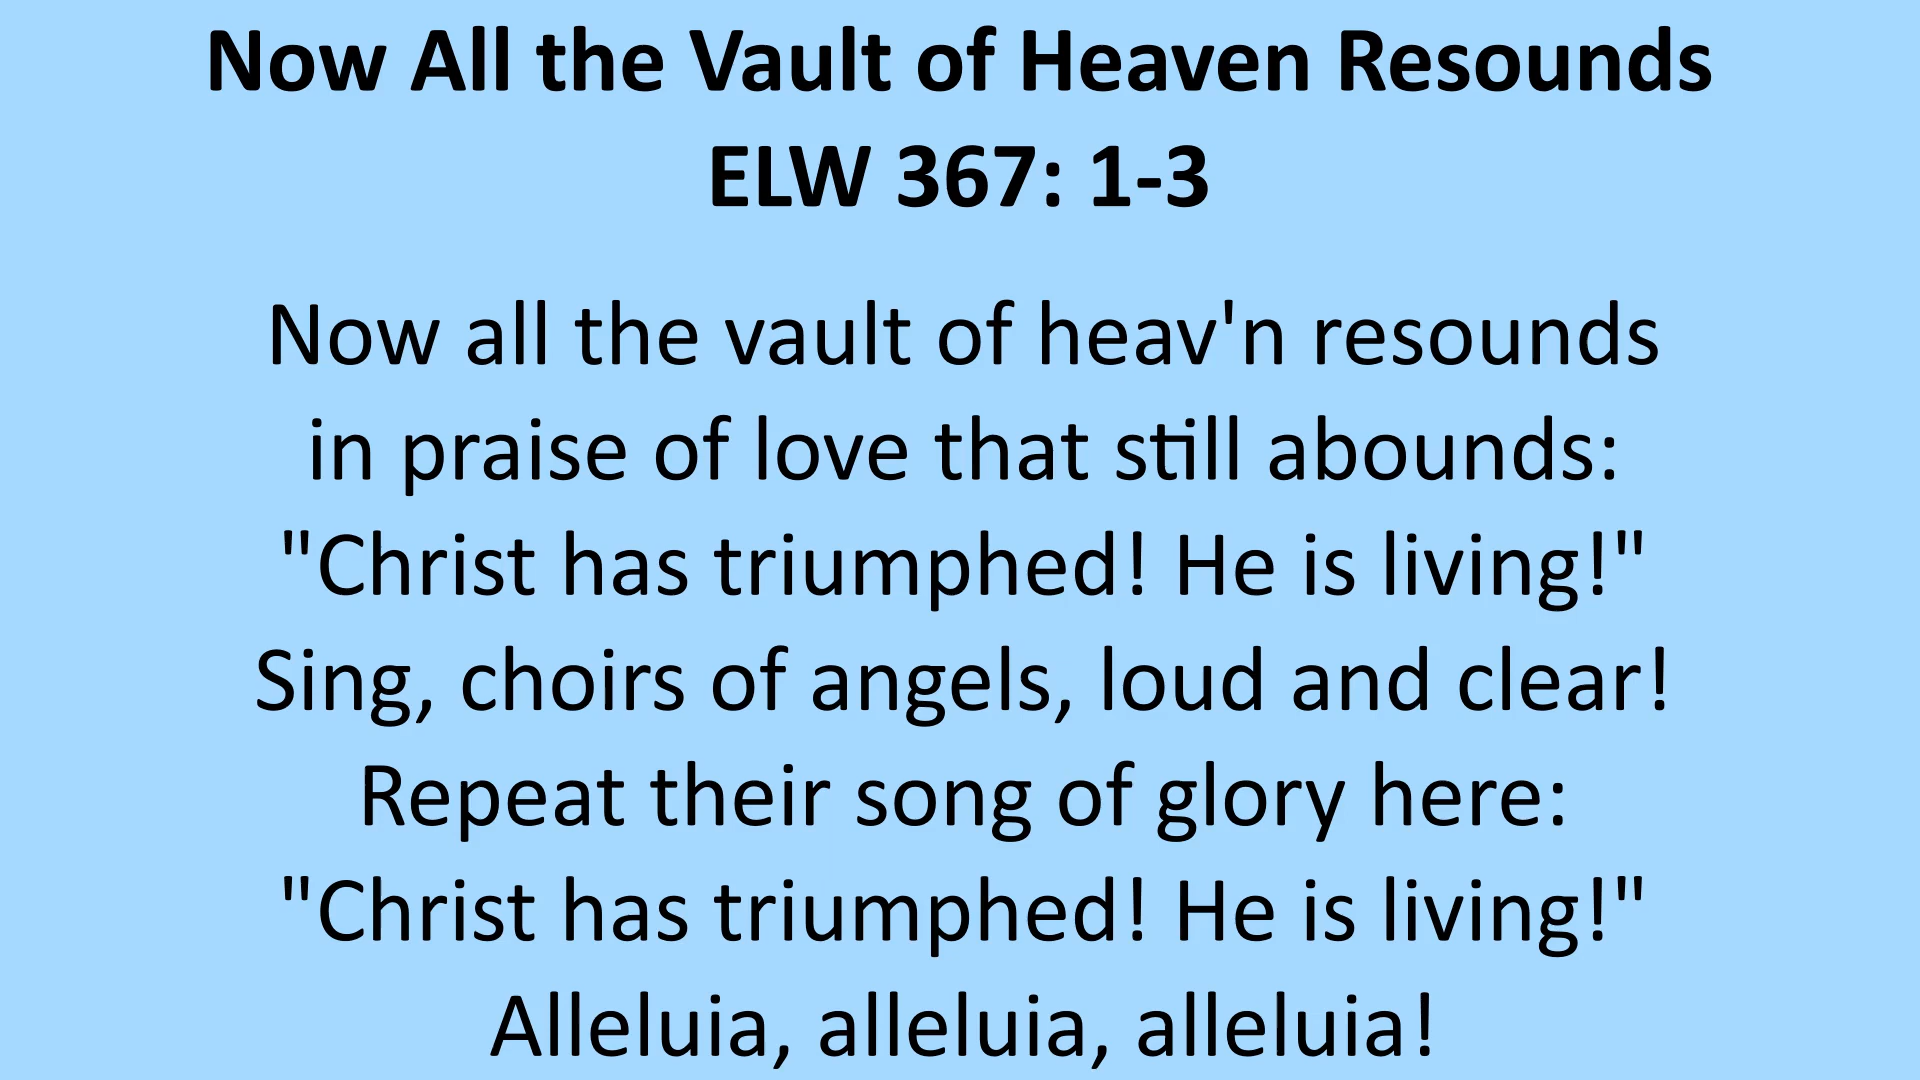 Now All the Vault of Heaven Resounds
ELW 367: 1-3
Now all the vault of heav'n resounds
in praise of love that still abounds:
"Christ has triumphed! He is living!"
Sing, choirs of angels, loud and clear!
Repeat their song of glory here:
"Christ has triumphed! He is living!"
Alleluia, alleluia, alleluia!